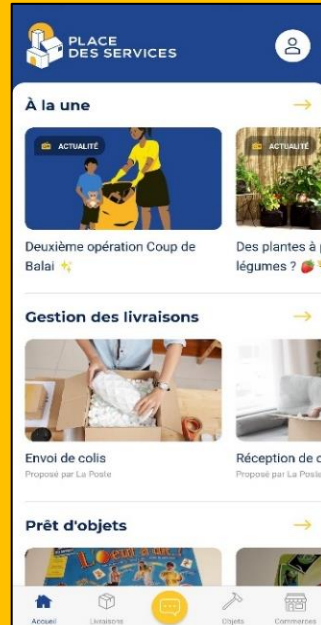 PLACE
DES SERVICES
À la une
ACTUALITÉ
ACTUALITÉ
Deuxième opération Coup de
Balai ✨
Des plantes à
légumes ? 🍓
Gestion des livraisons
Envoi de colis
Proposé par La Poste
Réception de
Proposé par La Poste
Prêt d'objets
Accueil
Livraisons
Objets
Commerces